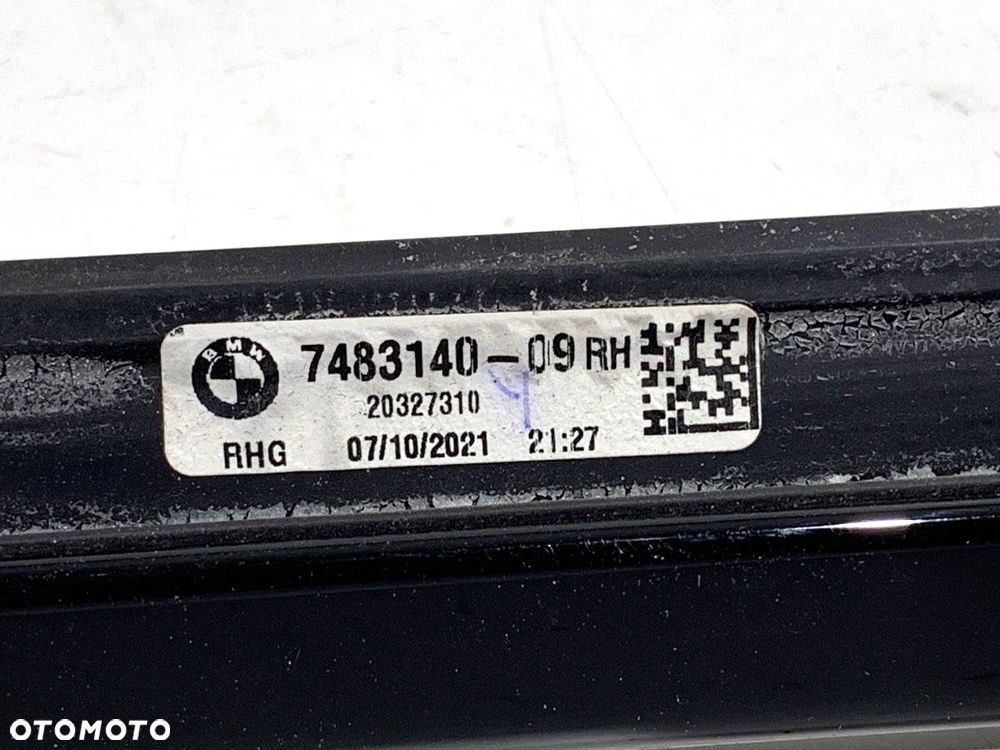 BMW
7483140-09 RH
20327310
RHG 07/10/2021 21:27
OTOMOTO